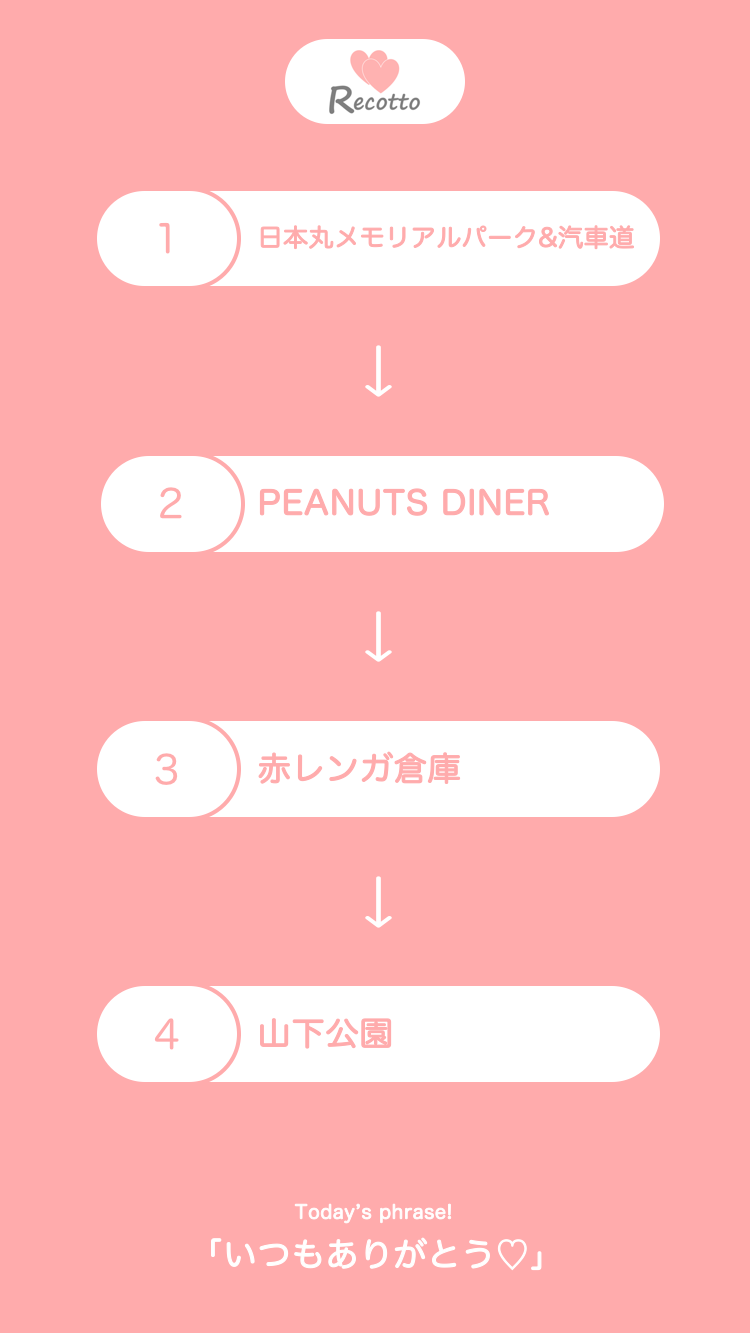 Recotto
1
日本丸メモリアルパーク&汽車道
↓
2
PEANUTS DINER
↓
3
赤レンガ倉庫
↓
4
山下公園
Today's phrase!
「いつもありがとう♡」